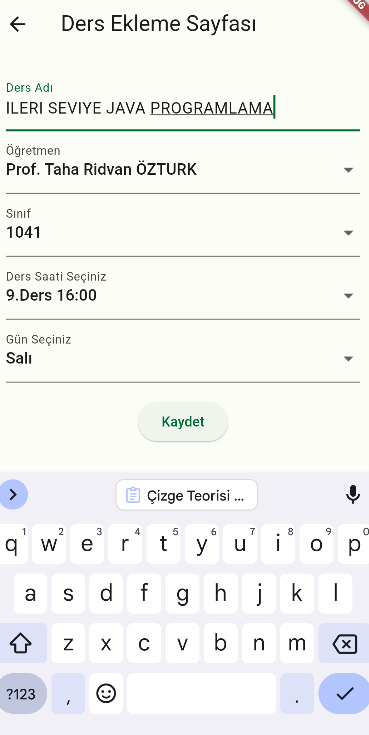 Ders Ekleme Sayfası
Ders Adı
ILERI SEVIYE JAVA PROGRAMLAMA
Öğretmen
Prof. Taha Ridvan ÖZTURK
Sınıf
1041
Ders Saati Seçiniz
9.Ders 16:00
Gün Seçiniz
Salı
Kaydet
Çizge Teorisi ...
q1 w2 e3 r4 t5 y6 u7 i8 o9 p0
a s d f g h j k l
z x c v b n m
?123 , .